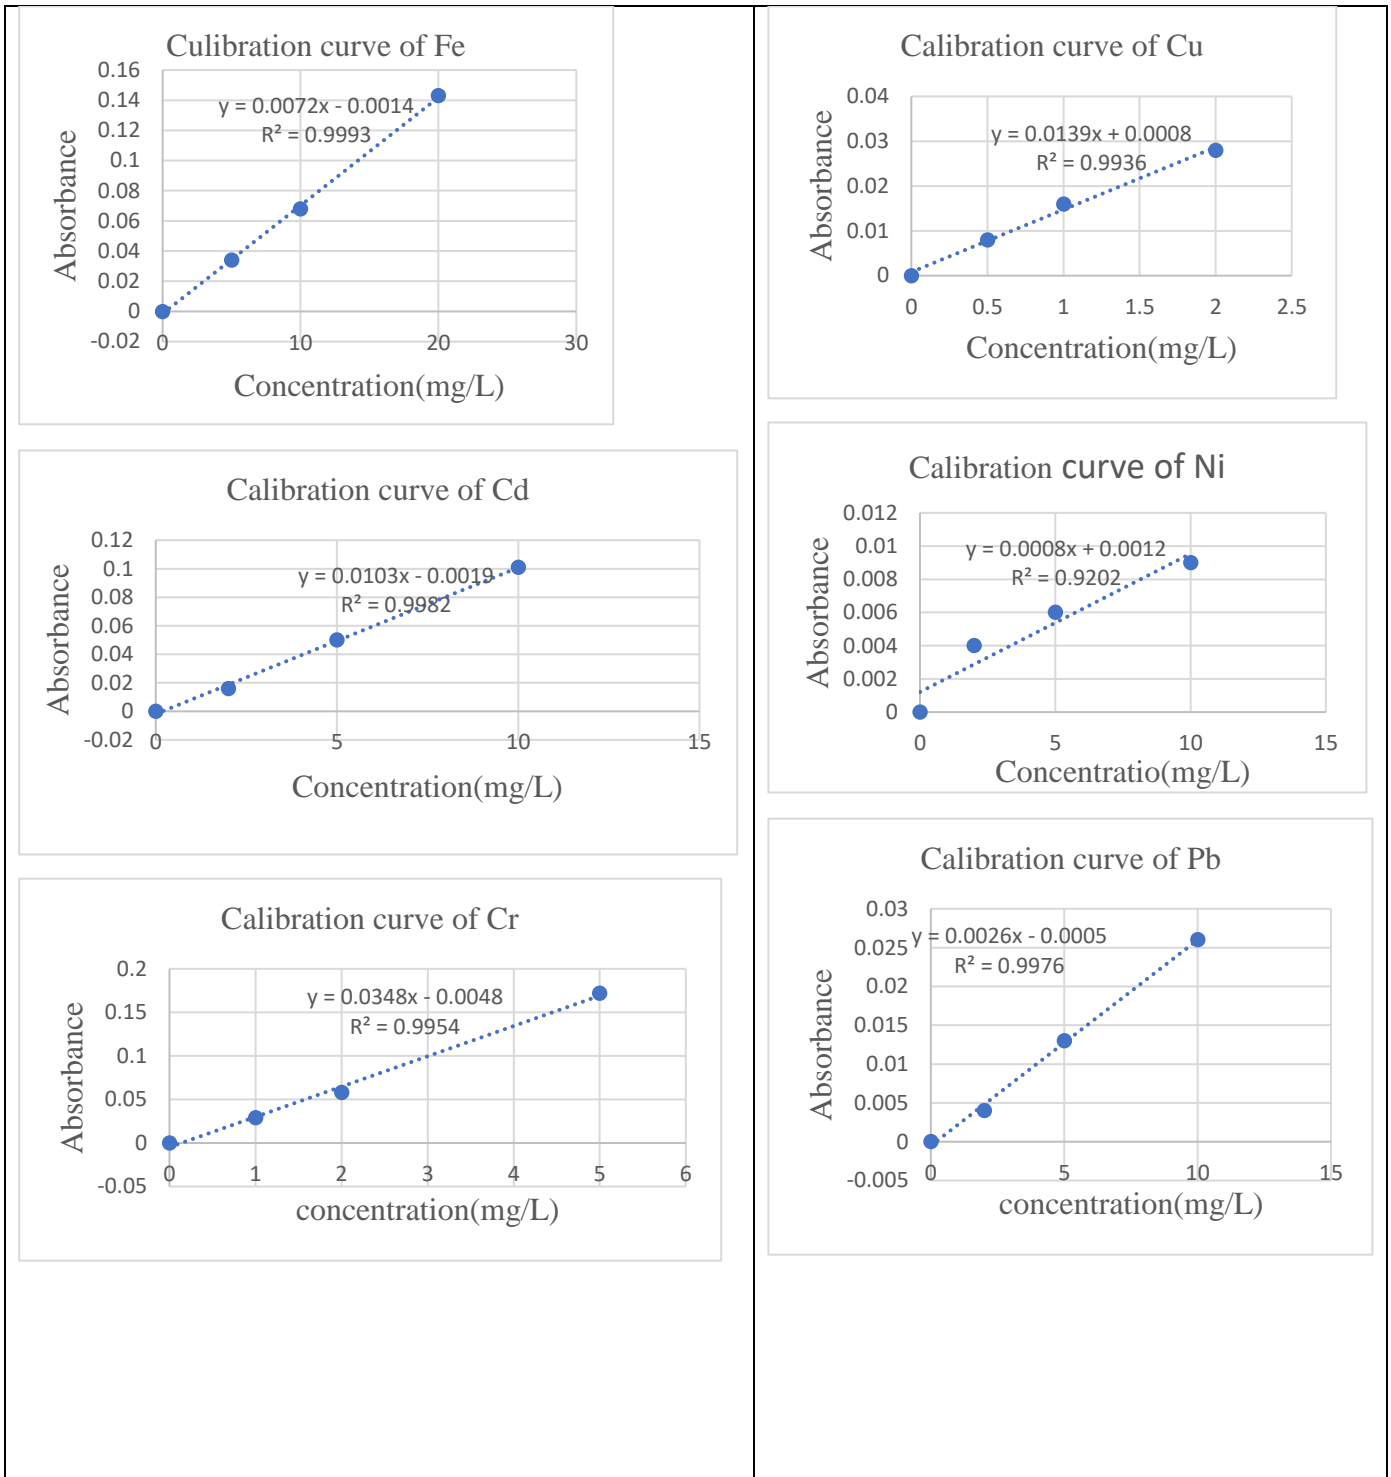 Culibration curve of Fe
0.16
0.14
0.12
0.1
0.08
0.06
0.04
0.02
0
-0.02
y = 0.0072x - 0.0014
R² = 0.9993
Absorbance
0 10 20 30
Concentration(mg/L)
Calibration curve of Cd
0.12
0.1
0.08
0.06
0.04
0.02
0
-0.02
y = 0.0103x - 0.0019
R² = 0.9982
Absorbance
0 5 10 15
Concentration(mg/L)
Calibration curve of Cr
0.2
0.15
0.1
0.05
0
-0.05
y = 0.0348x - 0.0048
R² = 0.9954
Absorbance
0 1 2 3 4 5 6
concentration(mg/L)
Calibration curve of Cu
0.04
0.03
0.02
0.01
0
y = 0.0139x + 0.0008
R² = 0.9936
Absorbance
0 0.5 1 1.5 2 2.5
Concentration(mg/L)
Calibration curve of Ni
0.012
0.01
0.008
0.006
0.004
0.002
0
y = 0.0008x + 0.0012
R² = 0.9202
Absorbance
0 5 10 15
Concentratio(mg/L)
Calibration curve of Pb
0.03
0.025
0.02
0.015
0.01
0.005
0
-0.005
y = 0.0026x - 0.0005
R² = 0.9976
Absorbance
0 5 10 15
concentration(mg/L)